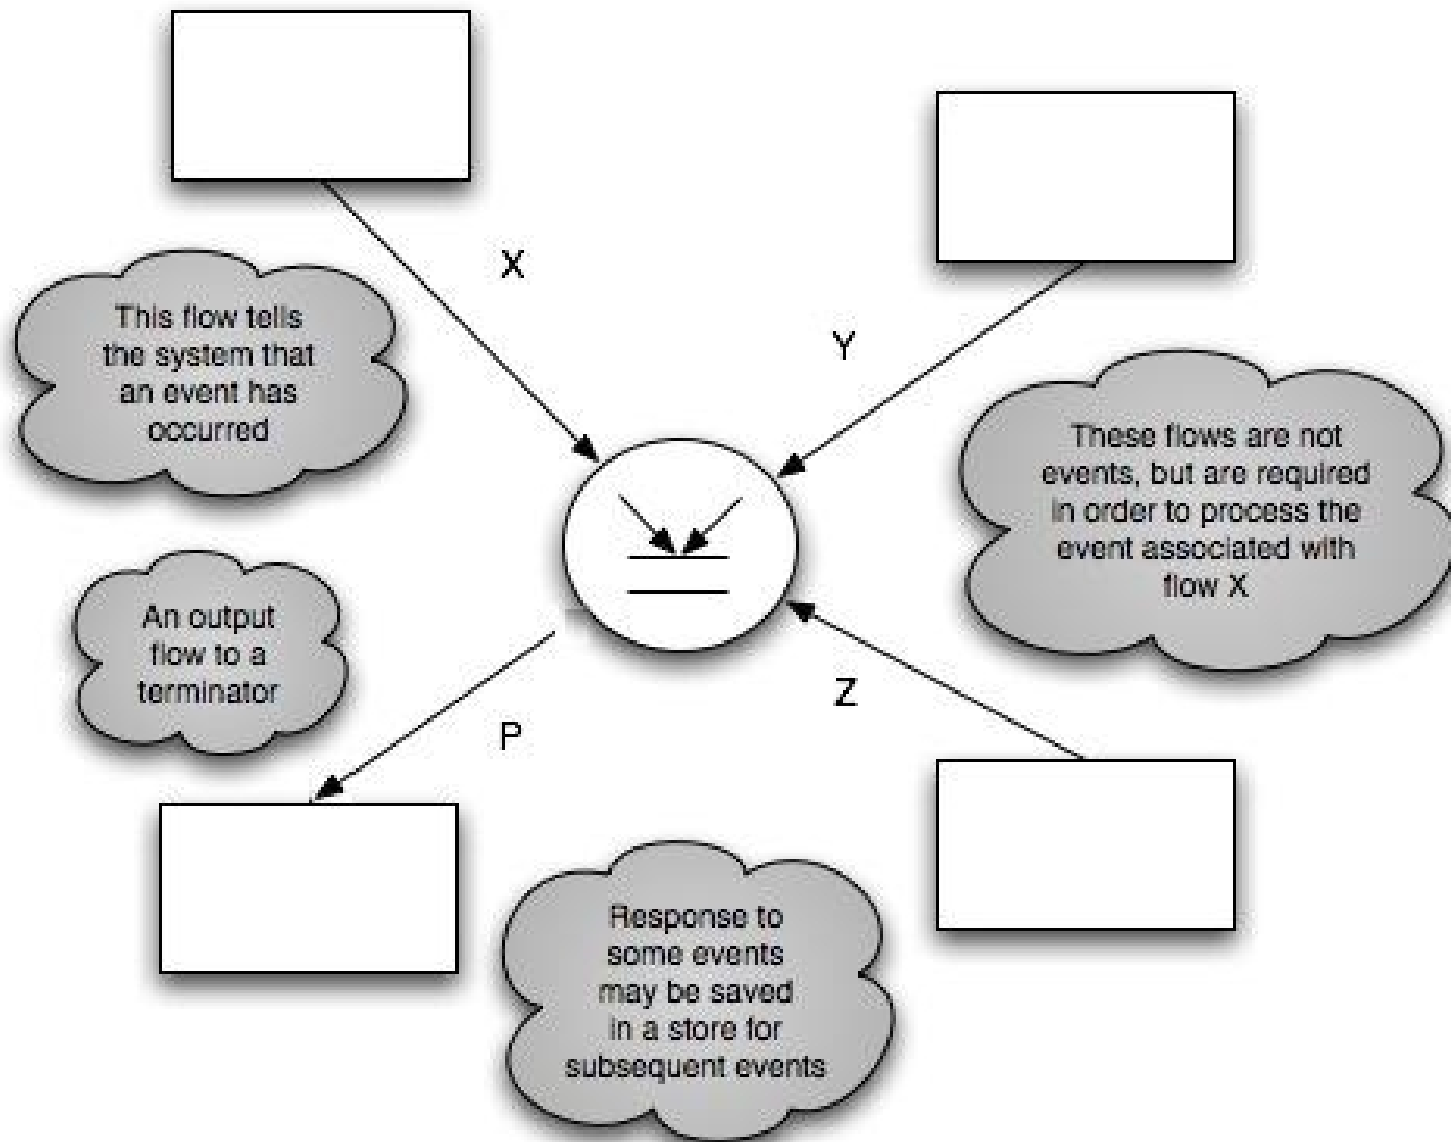 X
Y
This flow tells
the system that
an event has
occurred
These flows are not
events, but are required
in order to process the
event associated with
flow X
An output
flow to a
terminator
Z
P
Response to
some events
may be saved
in a store for
subsequent events